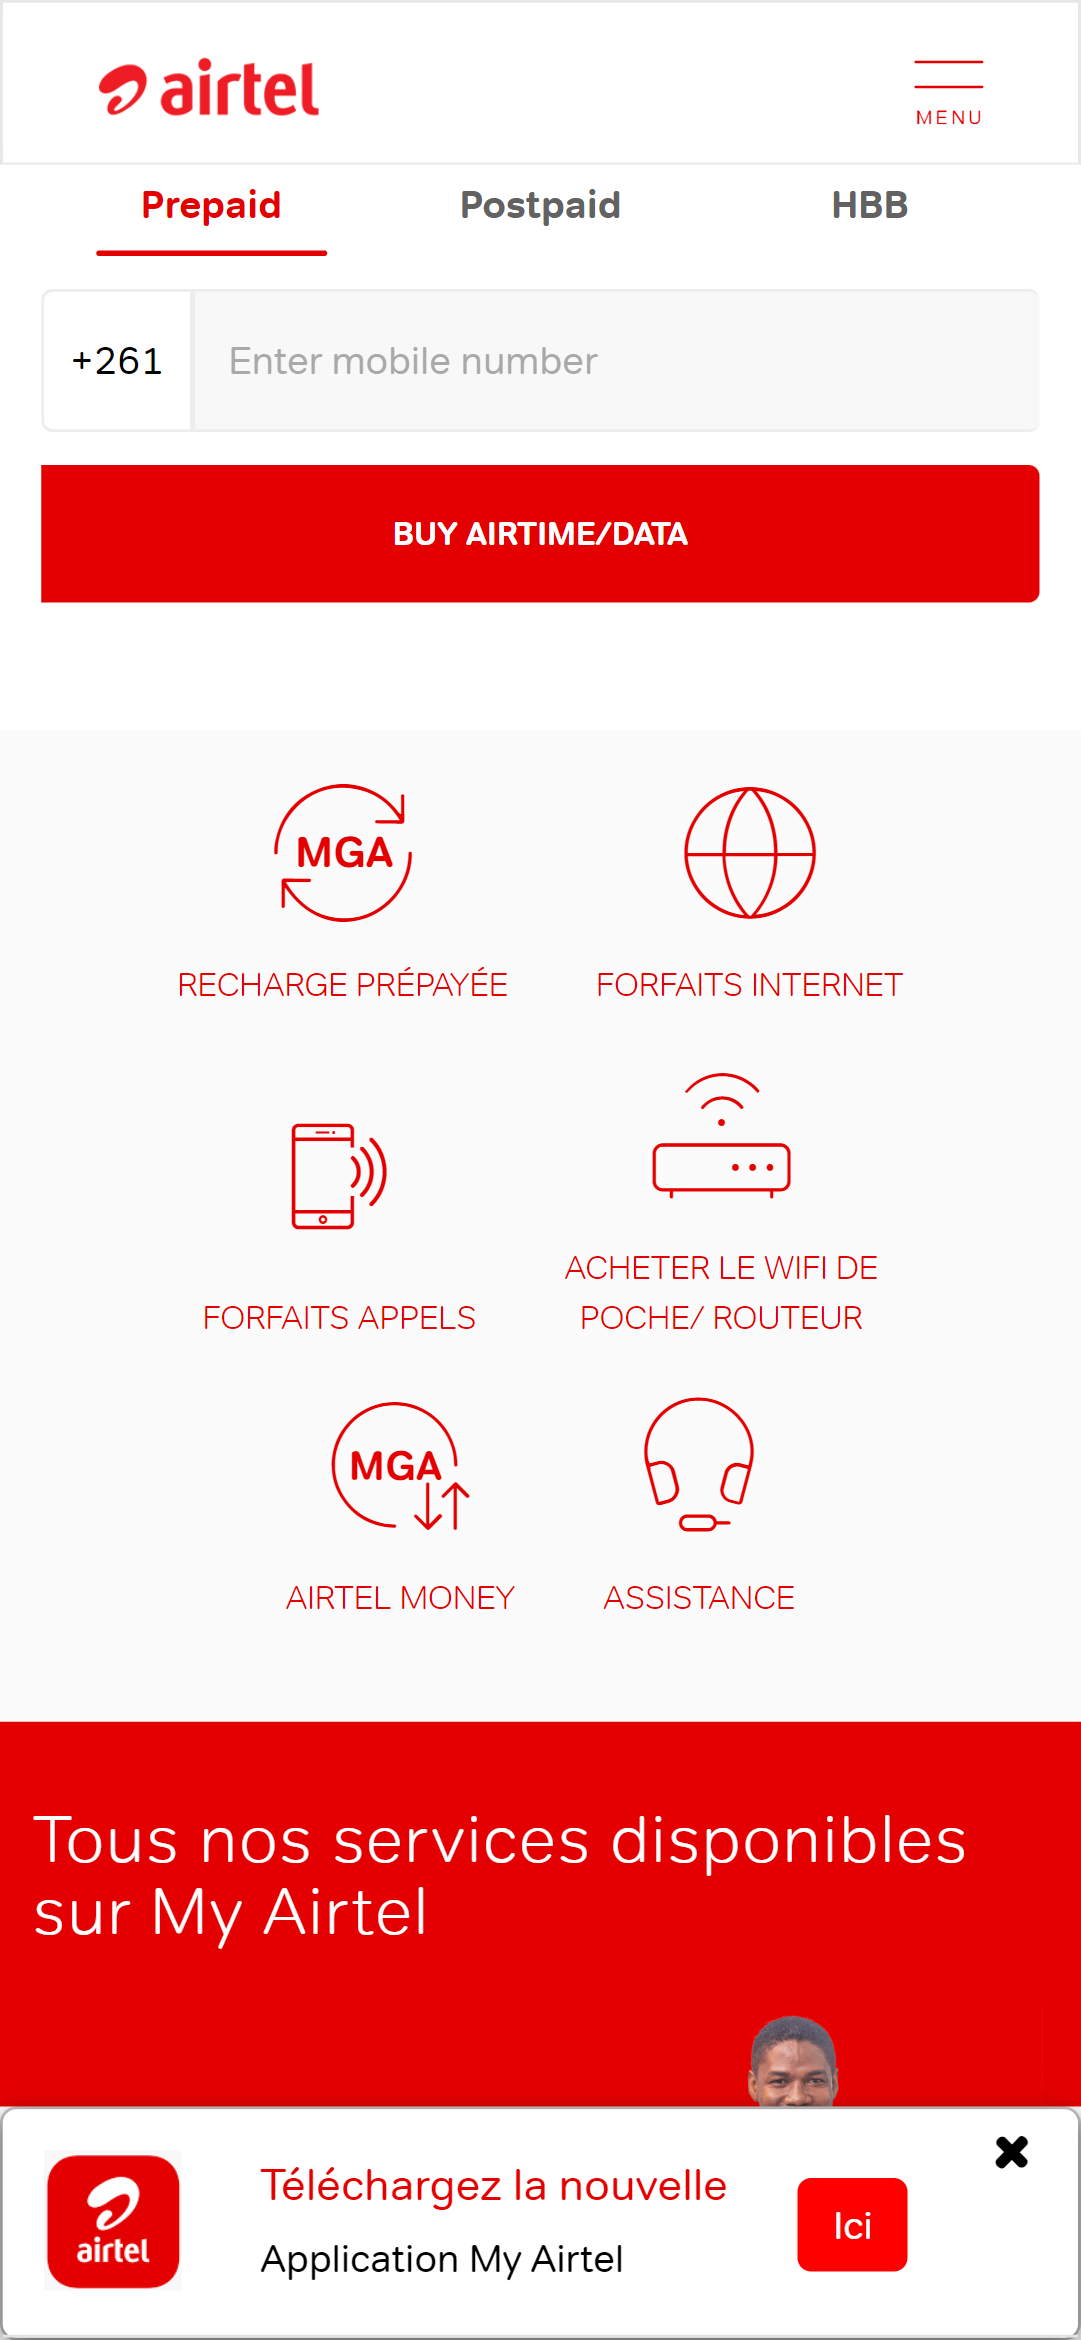 airtel
MENU
Prepaid
Postpaid
HBB
+261
Enter mobile number
BUY AIRTIME/DATA
MGA
RECHARGE PRÉPAYÉE
FORFAITS INTERNET
FORFAITS APPELS
ACHETER LE WIFI DE
POCHE/ ROUTEUR
MGA
AIRTEL MONEY
ASSISTANCE
Tous nos services disponibles
sur My Airtel
airtel
Téléchargez la nouvelle
Application My Airtel
Ici